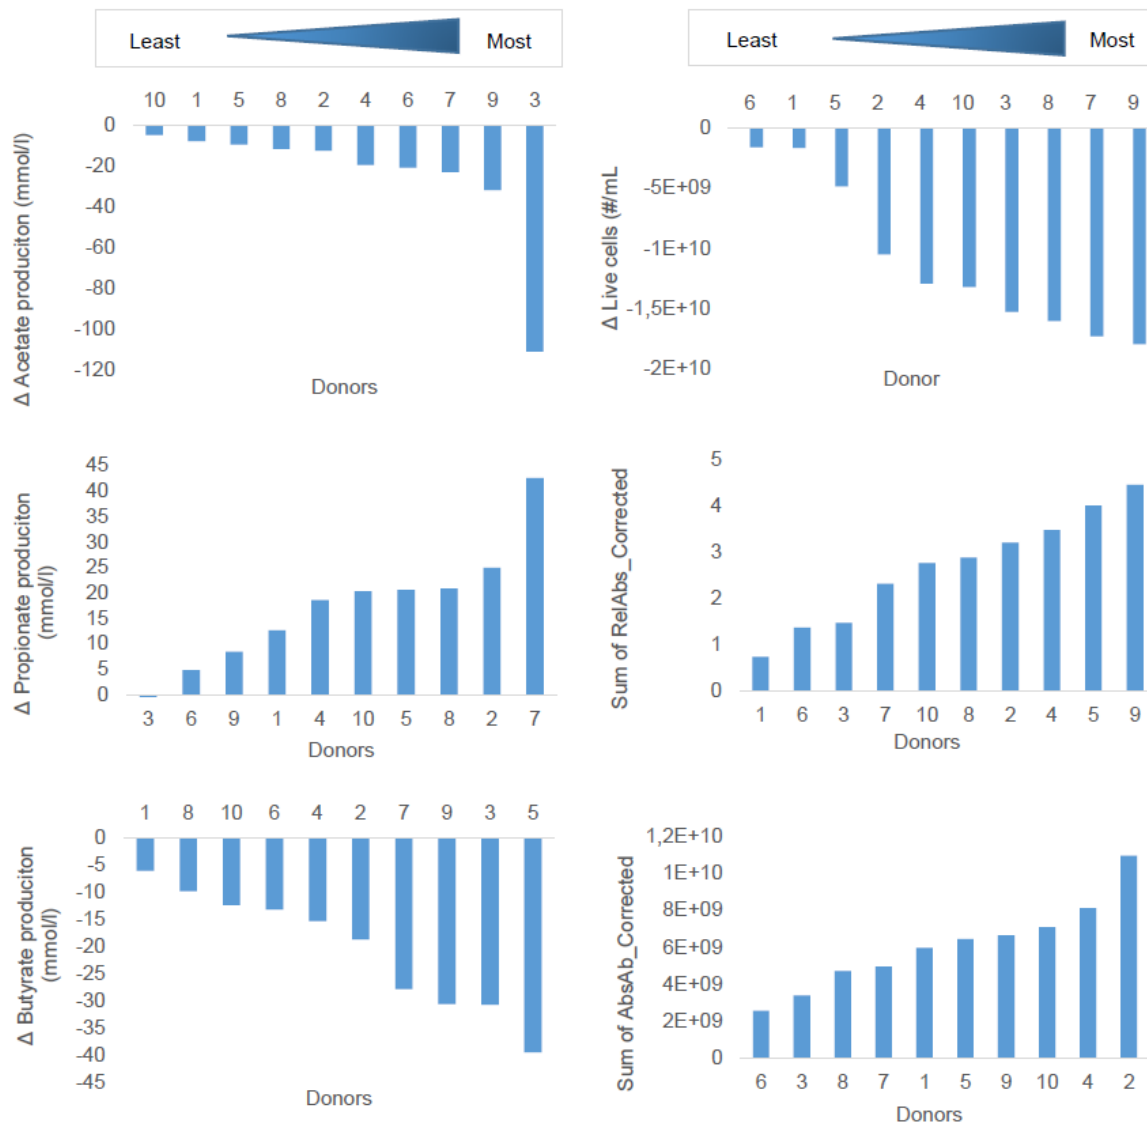 Least Most
10 1 5 8 2 4 6 7 9 3
0
-20
-40
-60
-80
-100
-120
Δ Acetate produciton (mmol/l)
Donors
Least Most
6 1 5 2 4 10 3 8 7 9
0
-5E+09
-1E+10
-1,5E+10
-2E+10
Δ Live cells (#/mL
Donor
45
40
35
30
25
20
15
10
5
0
Δ Propionate produciton
(mmol/l)
3 6 9 1 4 10 5 8 2 7
Donors
5
4
3
2
1
0
Sum of RelAbs_Corrected
1 6 3 7 10 8 2 4 5 9
Donors
1 8 10 6 4 2 7 9 3 5
0
-5
-10
-15
-20
-25
-30
-35
-40
-45
Δ Butyrate produciton
(mmol/l)
Donors
1,2E+10
1E+10
8E+09
6E+09
4E+09
2E+09
0
Sum of AbsAb_Corrected
6 3 8 7 1 5 9 10 4 2
Donors